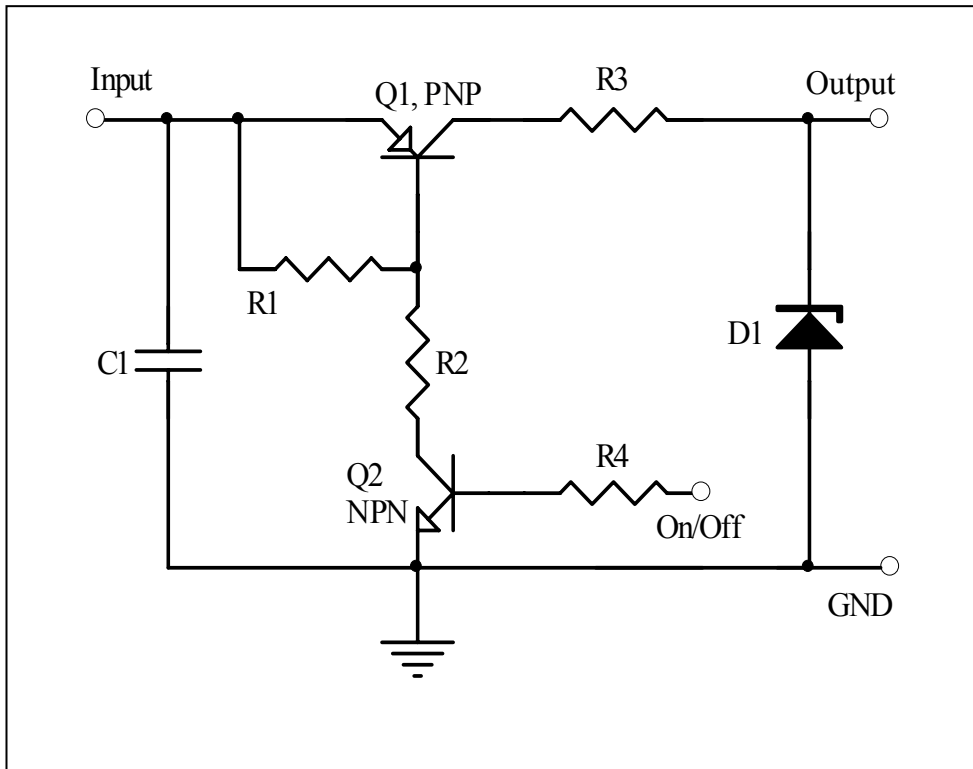 Input
Q1, PNP
R3
Output
R1
C1
R2
D1
Q2
NPN
R4
On/Off
GND